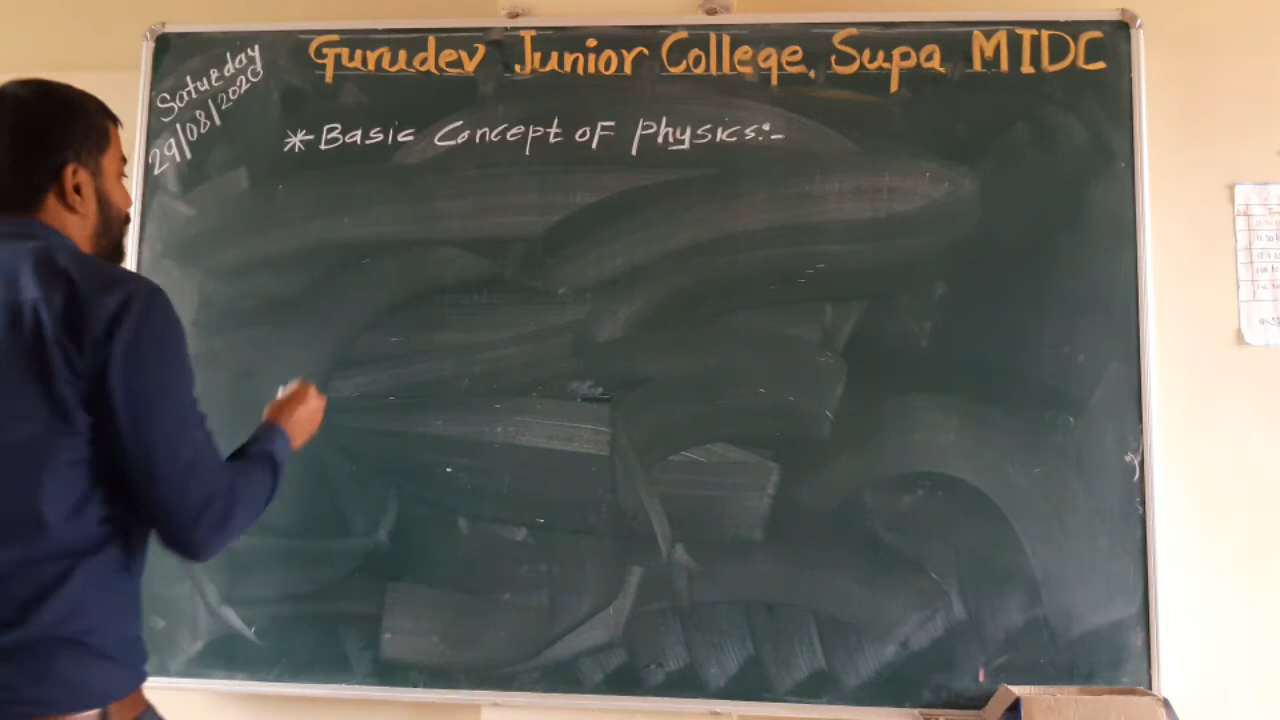 Gurudev Junior College, Supa MIDC
Saturday
29/08/2020
* Basic Concept of Physics:-